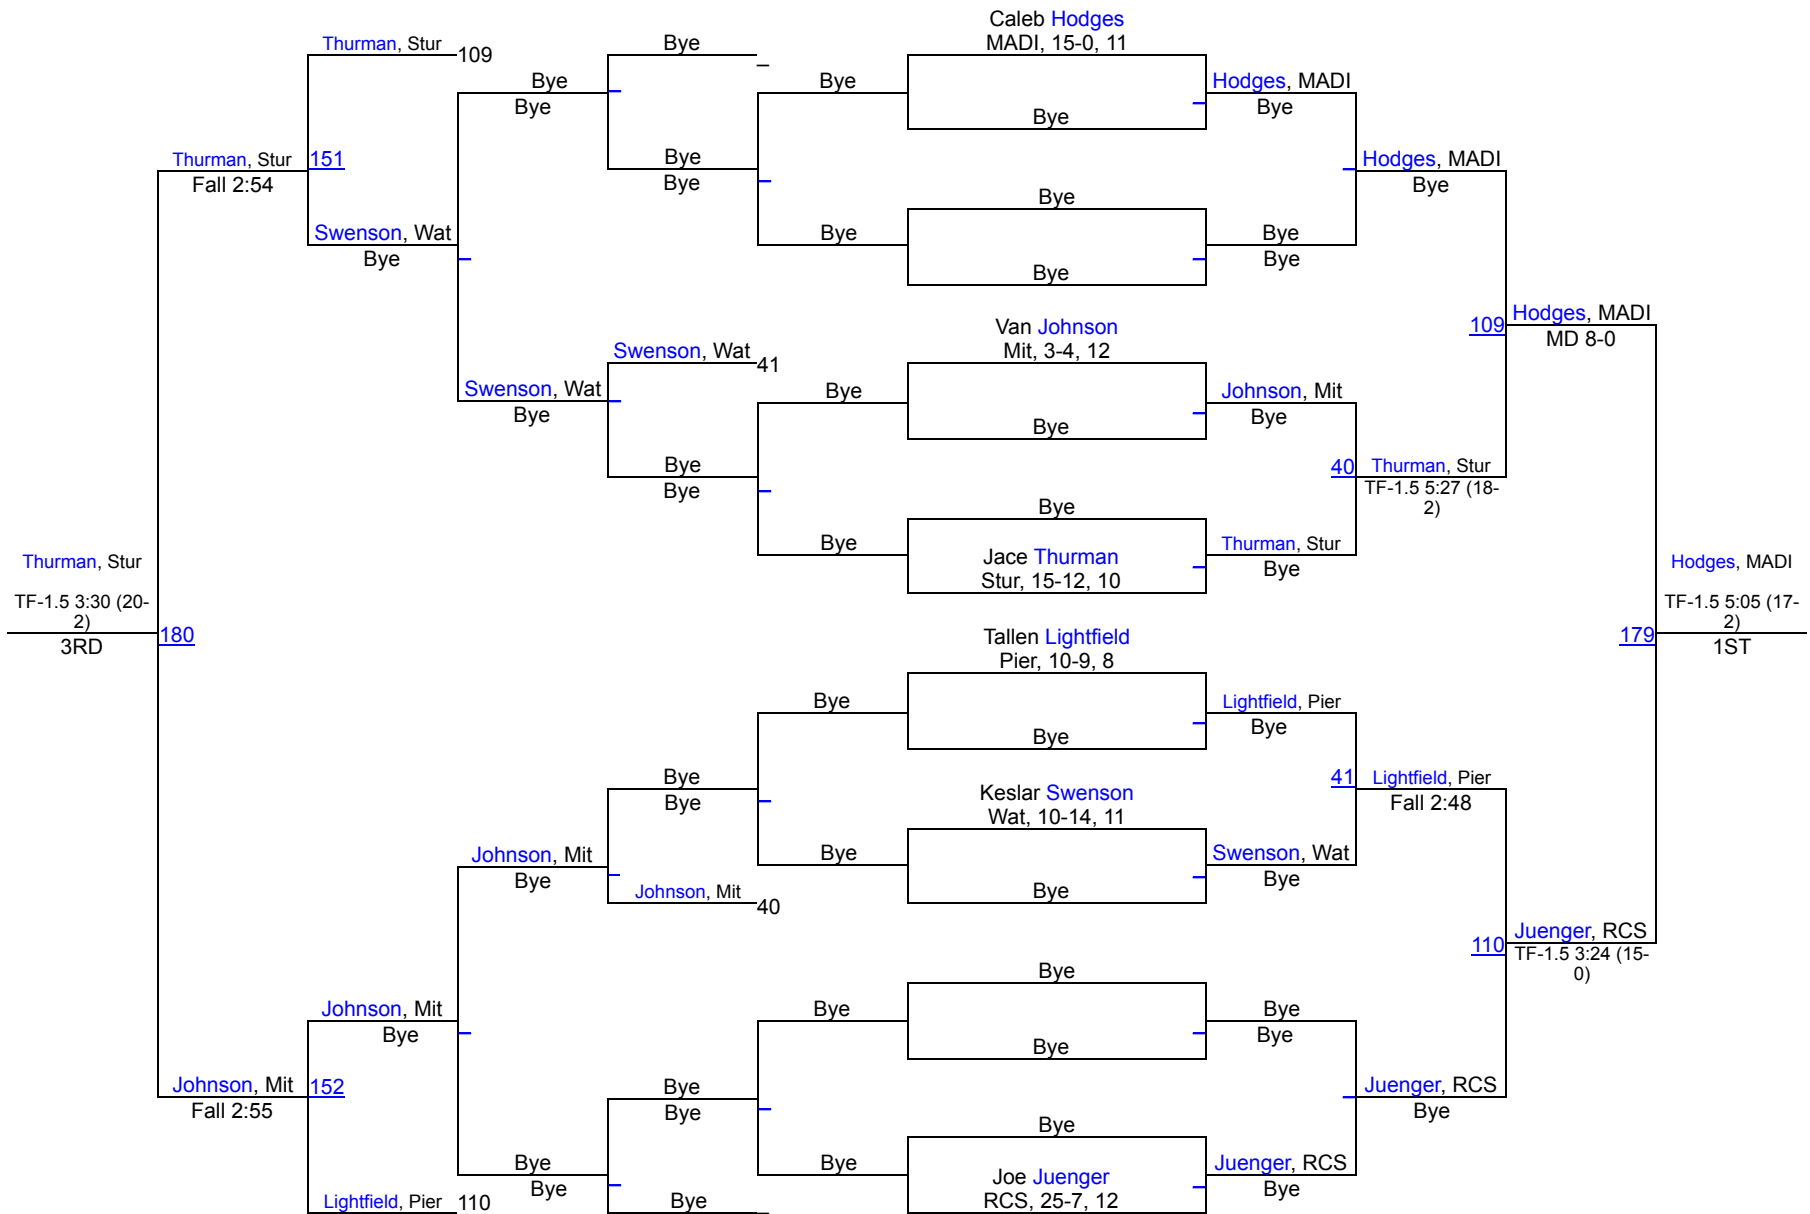 Caleb Hodges
MADI, 15-0, 11
Thurman, Stur
109
Bye
_
Bye
Bye
Bye
Hodges, MADI
Bye
Bye
Bye
Bye
Thurman, Stur
151
Hodges, MADI
Fall 2:54
Bye
Bye
Bye
Swenson, Wat
Bye
Bye
Bye
Bye
Bye
Bye
Hodges, MADI
109
MD 8-0
Van Johnson
Mit, 3-4, 12
Swenson, Wat
41
Swenson, Wat
Bye
Bye
Johnson, Mit
Bye
Bye
Bye
Bye
40
Thurman, Stur
TF-1.5 5:27 (18-
2)
Bye
Bye
Thurman, Stur
Jace Thurman
Stur, 15-12, 10
Bye
Thurman, Stur
TF-1.5 3:30 (20-
2)
3RD
180
Hodges, MADI
TF-1.5 5:05 (17-
2)
179
1ST
Tallen Lightfield
Pier, 10-9, 8
Bye
Lightfield, Pier
Bye
Bye
Bye
Bye
41
Lightfield, Pier
Fall 2:48
Keslar Swenson
Wat, 10-14, 11
Johnson, Mit
Bye
Bye
Swenson, Wat
Bye
Johnson, Mit
40
Bye
Juenger, RCS
110
TF-1.5 3:24 (15-
0)
Bye
Johnson, Mit
Bye
Bye
Bye
Bye
Bye
Johnson, Mit
152
Fall 2:55
Bye
Bye
Juenger, RCS
Bye
Bye
Bye
Bye
Bye
Joe Juenger
RCS, 25-7, 12
Juenger, RCS
Bye
Lightfield, Pier
110
Bye
_